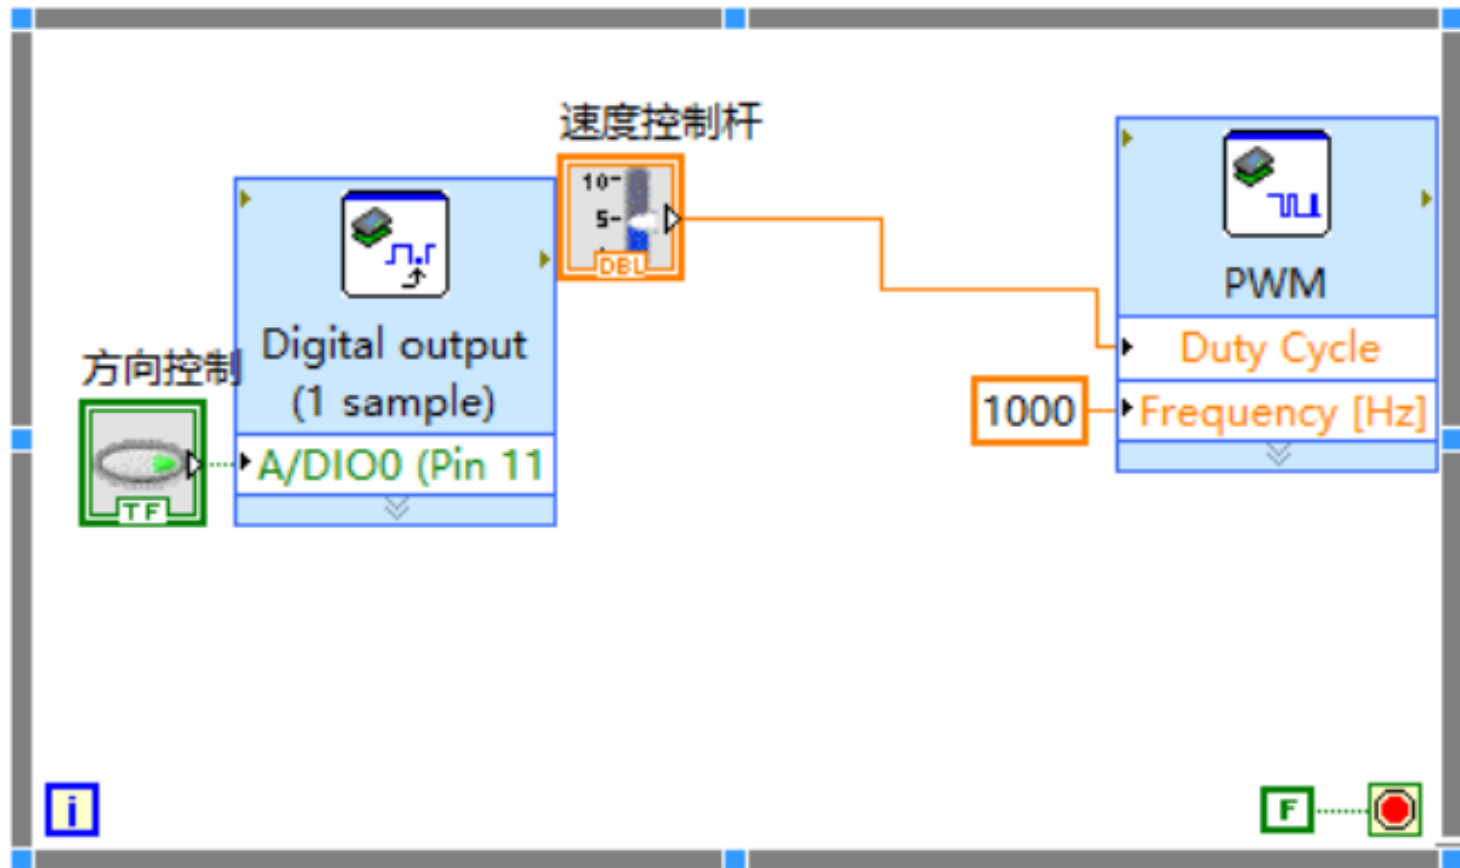 速度控制杆
10
5
DBL
PWM
Duty Cycle
1000
Frequency [Hz]
Digital output
(1 sample)
方向控制
A/DIO0 (Pin 11
TF
i
F